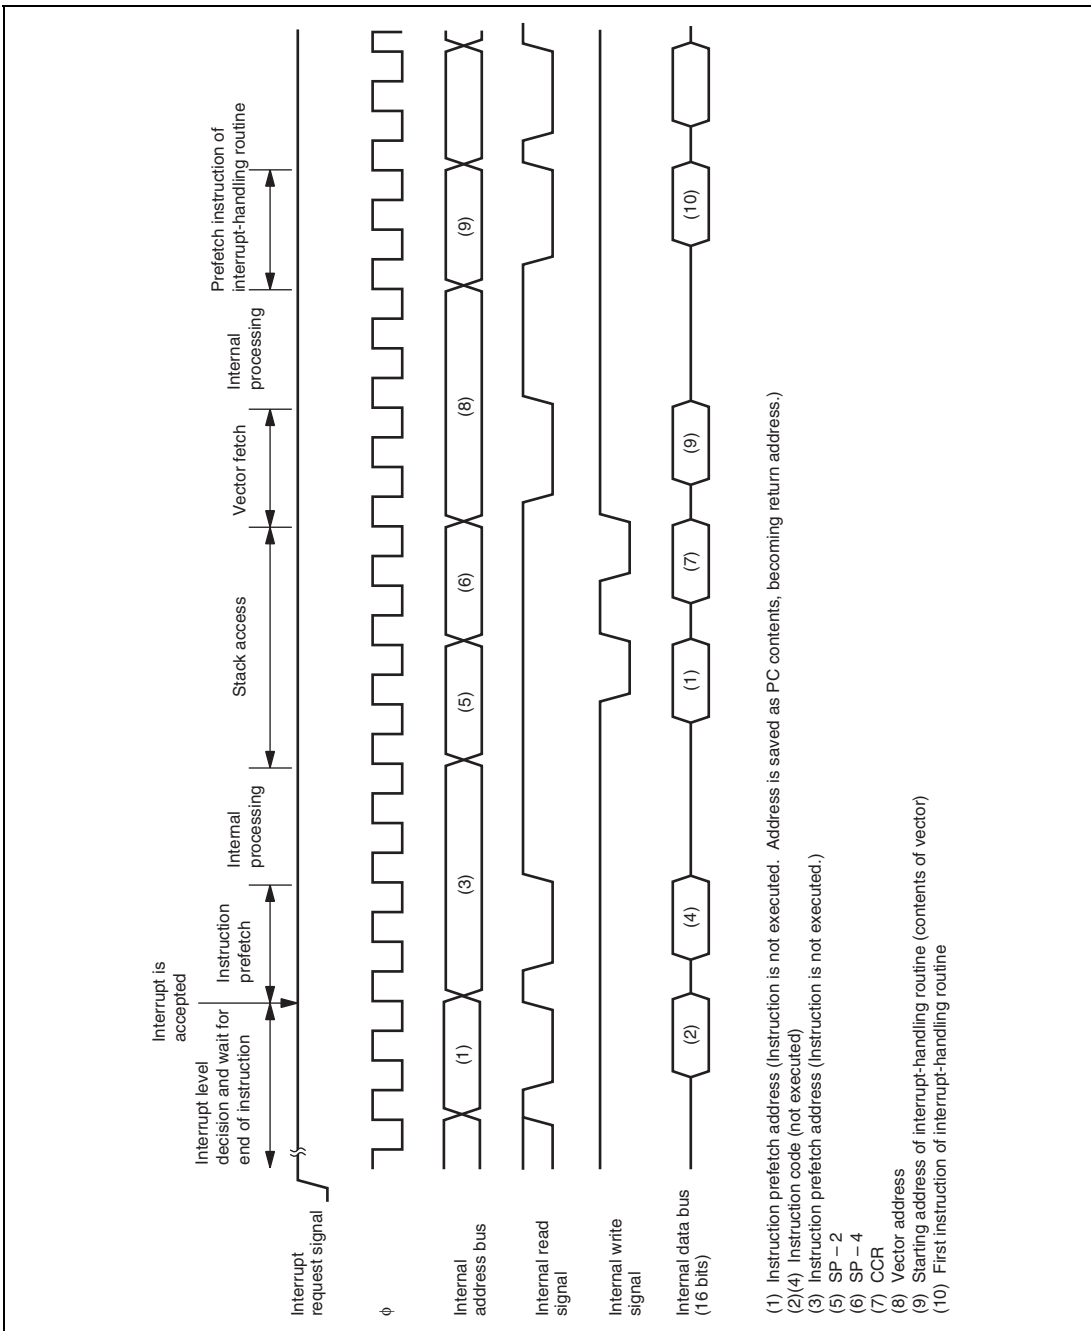 Interrupt is
accepted
Interrupt level
decision and wait for
end of instruction
Instruction
prefetch
Internal
processing
Stack access
Vector fetch
Internal
processing
Prefetch instruction of
interrupt-handling routine
Interrupt
request signal
φ
Internal
address bus
(1)
(3)
(5)
(6)
(8)
(9)
Internal read
signal
Internal write
signal
Internal data bus
(16 bits)
(2)
(4)
(1)
(7)
(9)
(10)
(1) Instruction prefetch address (Instruction is not executed. Address is saved as PC contents, becoming return address.)
(2)(4) Instruction code (not executed)
(3) Instruction prefetch address (Instruction is not executed.)
(5) SP – 2
(6) SP – 4
(7) CCR
(8) Vector address
(9) Starting address of interrupt-handling routine (contents of vector)
(10) First instruction of interrupt-handling routine